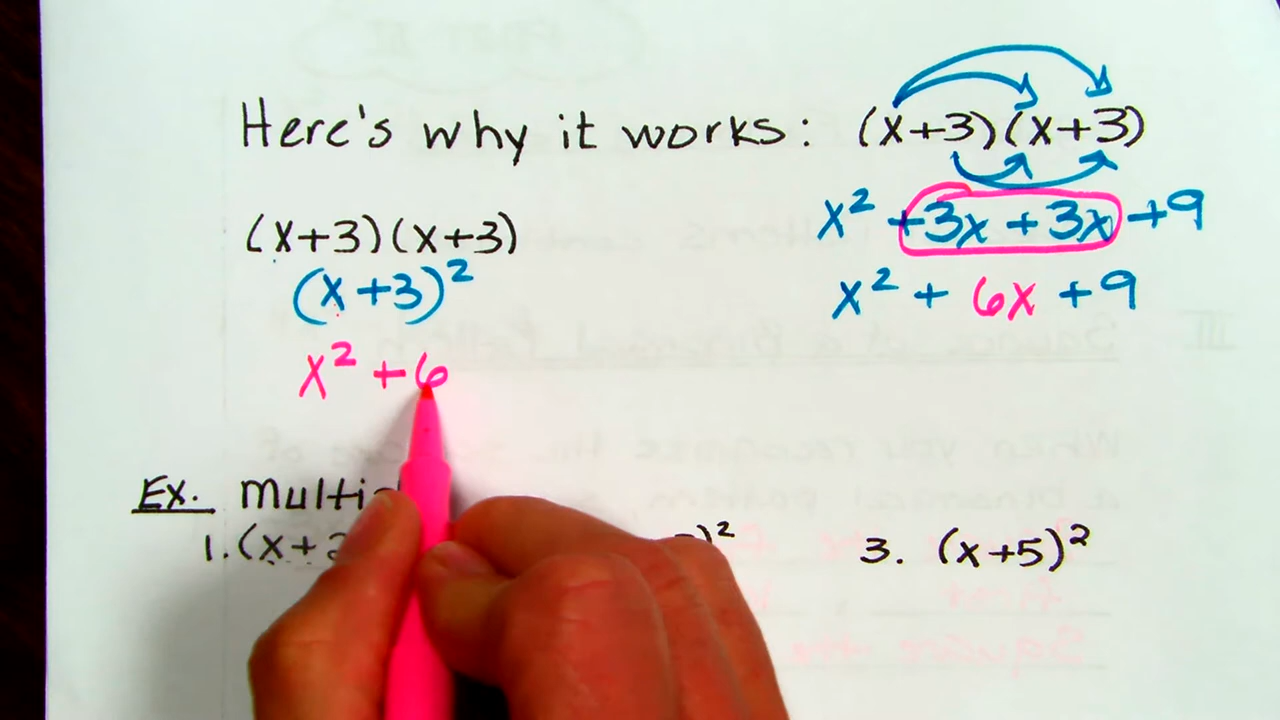 Here's why it works: (x+3)(x+3)
x² +3x + 3x +9
x² + 6x +9
(x+3)(x+3)
(x+3)²
x² +6
Ex.
1. (x+
)²
3. (x+5)²